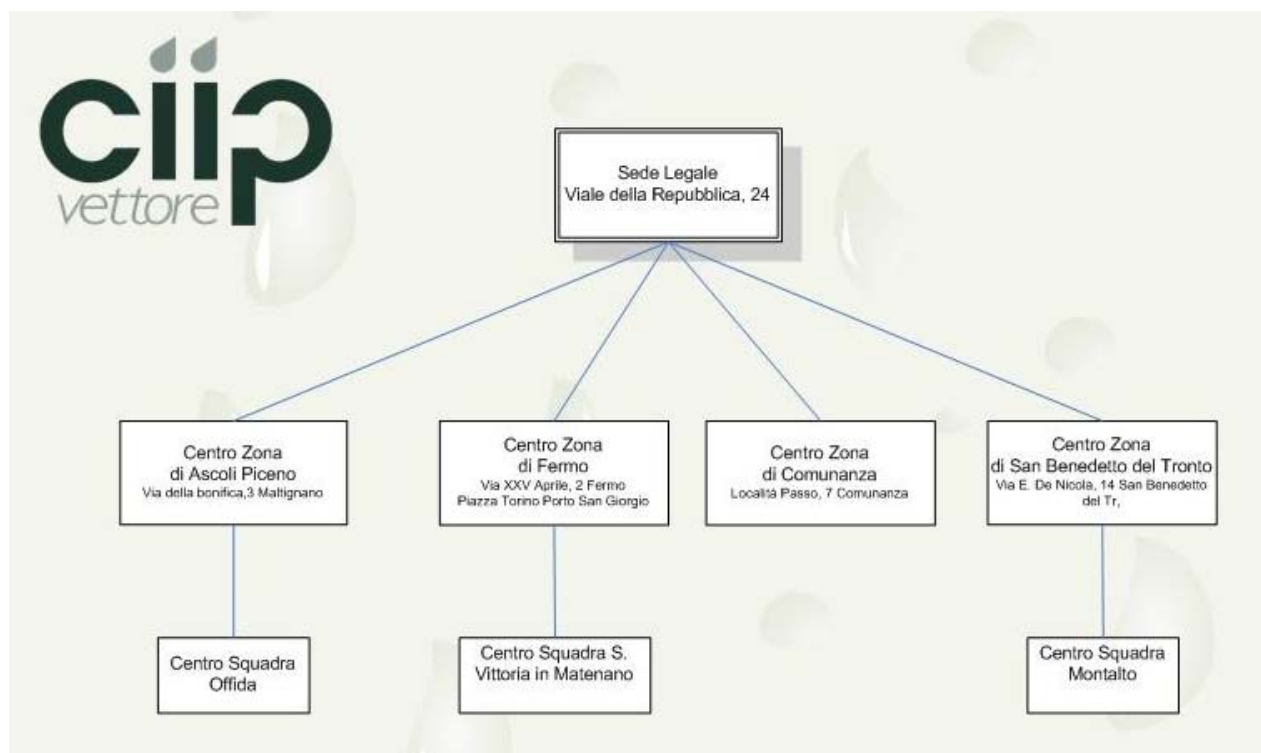 ciip
vettore
Sede Legale
Viale della Repubblica, 24
Centro Zona
di Ascoli Piceno
Via della bonifica,3 Maltignano
Centro Zona
di Fermo
Via XXV Aprile, 2 Fermo
Piazza Torino Porto San Giorgio
Centro Zona
di Comunanza
Località Passo, 7 Comunanza
Centro Zona
di San Benedetto del Tronto
Via E. De Nicola, 14 San Benedetto
del Tr,
Centro Squadra
Offida
Centro Squadra S.
Vittoria in Matenano
Centro Squadra
Montalto